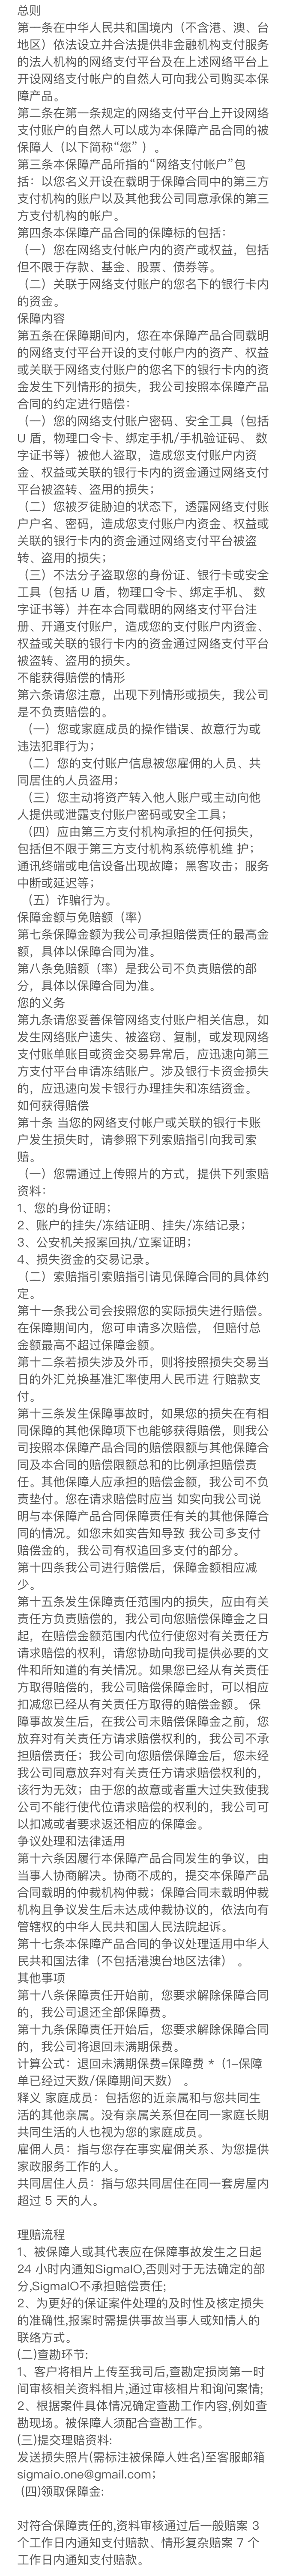 总则
第一条在中华人民共和国境内（不含港、澳、台
地区）依法设立并合法提供非金融机构支付服务
的法人机构的网络支付平台及在上述网络平台上
开设网络支付帐户的自然人可向我公司购买本保
障产品。
第二条在第一条规定的网络支付平台上开设网络
支付账户的自然人可以成为本保障产品合同的被
保障人（以下简称“您” ）。
第三条本保障产品所指的“网络支付帐户”包
括：以您名义开设在载明于保障合同中的第三方
支付机构的账户以及其他我公司同意承保的第三
方支付机构的帐户。
第四条本保障产品合同的保障标的包括：
（一）您在网络支付帐户内的资产或权益，包括
但不限于存款、基金、股票、债券等。
（二）关联于网络支付账户的您名下的银行卡内
的资金。
保障内容
第五条在保障期间内，您在本保障产品合同载明
的网络支付平台开设的支付帐户内的资产、权益
或关联于网络支付账户的您名下的银行卡内的资
金发生下列情形的损失，我公司按照本保障产品
合同的约定进行赔偿：
（一）您的网络支付账户密码、安全工具（包括
U 盾，物理口令卡、绑定手机/手机验证码、 数
字证书等）被他人盗取，造成您支付账户内资
金、权益或关联的银行卡内的资金通过网络支付
平台被盗转、盗用的损失；
（二）您被歹徒胁迫的状态下，透露网络支付账
户户名、密码，造成您支付账户内资金、权益或
关联的银行卡内的资金通过网络支付平台被盗
转、盗用的损失；
（三）不法分子盗取您的身份证、银行卡或安全
工具（包括 U 盾，物理口令卡、绑定手机、 数
字证书等）并在本合同载明的网络支付平台注
册、开通支付账户，造成您的支付账户内资金、
权益或关联的银行卡内的资金通过网络支付平台
被盗转、盗用的损失。
不能获得赔偿的情形
第六条请您注意，出现下列情形或损失，我公司
是不负责赔偿的。
（一）您或家庭成员的操作错误、故意行为或
违法犯罪行为；
（二）您的支付账户信息被您雇佣的人员、共
同居住的人员盗用；
（三）您主动将资产转入他人账户或主动向他
人提供或泄露支付账户密码或安全工具；
（四）应由第三方支付机构承担的任何损失，
包括但不限于第三方支付机构系统停机维 护；
通讯终端或电信设备出现故障；黑客攻击；服务
中断或延迟等；
（五）诈骗行为。
保障金额与免赔额（率）
第七条保障金额为我公司承担赔偿责任的最高金
额，具体以保障合同为准。
第八条免赔额（率）是我公司不负责赔偿的部
分，具体以保障合同为准。
您的义务
第九条请您妥善保管网络支付账户相关信息，如
发生网络账户遗失、被盗窃、复制，或发现网络
支付账单账目或资金交易异常后，应迅速向第三
方支付平台申请冻结账户。涉及银行卡资金损失
的，应迅速向发卡银行办理挂失和冻结资金。
如何获得赔偿
第十条 当您的网络支付帐户或关联的银行卡账
户发生损失时，请参照下列索赔指引向我司索
赔。
（一）您需通过上传照片的方式，提供下列索赔
资料：
1、您的身份证明；
2、账户的挂失/冻结证明、挂失/冻结记录；
3、公安机关报案回执/立案证明；
4、损失资金的交易记录。
（二）索赔指引索赔指引请见保障合同的具体约
定。
第十一条我公司会按照您的实际损失进行赔偿。
在保障期间内，您可申请多次赔偿， 但赔付总
金额最高不超过保障金额。
第十二条若损失涉及外币，则将按照损失交易当
日的外汇兑换基准汇率使用人民币进 行赔款支
付。
第十三条发生保障事故时，如果您的损失在有相
同保障的其他保障项下也能够获得赔偿，则我公
司按照本保障产品合同的赔偿限额与其他保障合
同及本合同的赔偿限额总和的比例承担赔偿责
任。其他保障人应承担的赔偿金额，我公司不负
责垫付。您在请求赔偿时应当 如实向我公司说
明与本保障产品合同保障责任有关的其他保障合
同的情况。如您未如实告知导致 我公司多支付
赔偿金的，我公司有权追回多支付的部分。
第十四条我公司进行赔偿后，保障金额相应减
少。
第十五条发生保障责任范围内的损失，应由有关
责任方负责赔偿的，我公司向您赔偿保障金之日
起，在赔偿金额范围内代位行使您对有关责任方
请求赔偿的权利，请您协助向我司提供必要的文
件和所知道的有关情况。如果您已经从有关责任
方取得赔偿的，我公司赔偿保障金时，可以相应
扣减您已经从有关责任方取得的赔偿金额。 保
障事故发生后，在我公司未赔偿保障金之前，您
放弃对有关责任方请求赔偿权利的，我公司不承
担赔偿责任；我公司向您赔偿保障金后，您未经
我公司同意放弃对有关责任方请求赔偿权利的，
该行为无效；由于您的故意或者重大过失致使我
公司不能行使代位请求赔偿的权利的，我公司可
以扣减或者要求返还相应的保障金。
争议处理和法律适用
第十六条因履行本保障产品合同发生的争议，由
当事人协商解决。协商不成的，提交本保障产品
合同载明的仲裁机构仲裁；保障合同未载明仲裁
机构且争议发生后未达成仲裁协议的，依法向有
管辖权的中华人民共和国人民法院起诉。
第十七条本保障产品合同的争议处理适用中华人
民共和国法律（不包括港澳台地区法律） 。
其他事项
第十八条保障责任开始前，您要求解除保障合同
的，我公司退还全部保障费。
第十九条保障责任开始后，您要求解除保障合同
的，我公司将退回未满期保费。
计算公式：退回未满期保费=保障费 *（1-保障
单已经过天数/保障期间天数） 。
释义 家庭成员：包括您的近亲属和与您共同生
活的其他亲属。没有亲属关系但在同一家庭长期
共同生活的人也视为您的家庭成员。
雇佣人员：指与您存在事实雇佣关系、为您提供
家政服务工作的人。
共同居住人员：指与您共同居住在同一套房屋内
超过 5 天的人。
理赔流程
1、被保障人或其代表应在保障事故发生之日起
24 小时内通知SigmaIO,否则对于无法确定的部
分,SigmaIO不承担赔偿责任;
2、为更好的保证案件处理的及时性及核定损失
的准确性,报案时需提供事故当事人或知情人的
联络方式。
(二)查勘环节:
1、客户将相片上传至我司后,查勘定损岗第一时
间审核相关资料相片,通过审核相片和询问案情;
2、根据案件具体情况确定查勘工作内容,例如查
勘现场。被保障人须配合查勘工作。
(三)提交理赔资料:
发送损失照片(需标注被保障人姓名)至客服邮箱
sigmaio.one@gmail.com；
(四)领取保障金:
对符合保障责任的,资料审核通过后一般赔案 3
个工作日内通知支付赔款、情形复杂赔案 7 个
工作日内通知支付赔款。